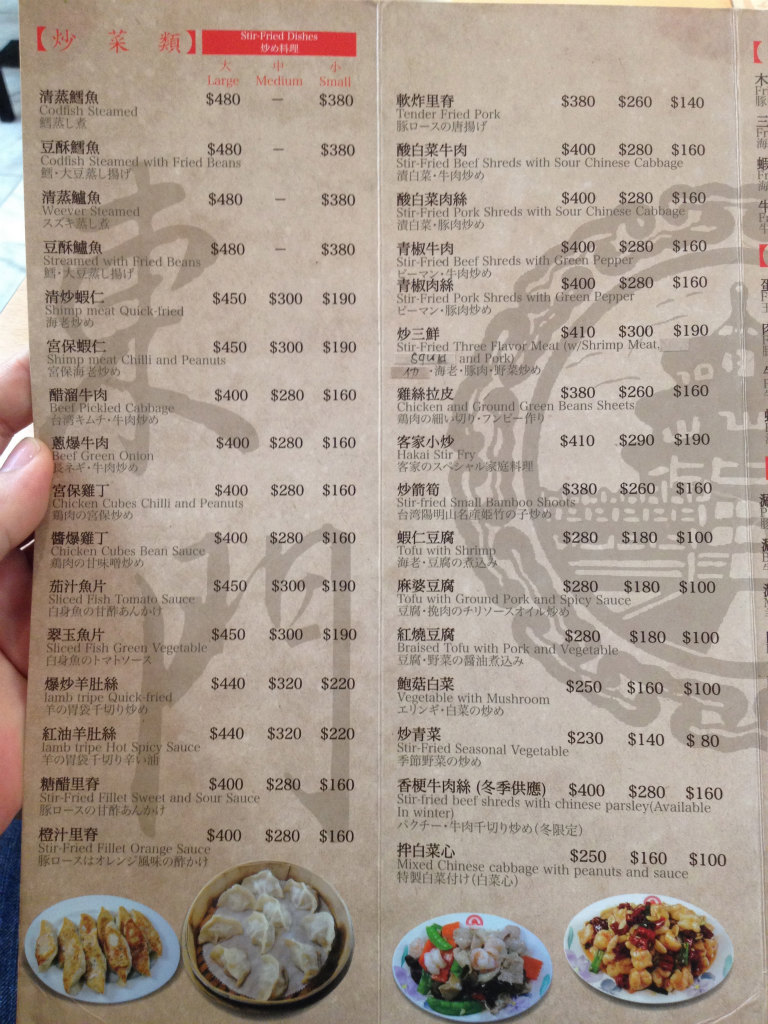 【炒菜類】
Stir-Fried Dishes
炒め料理
大 中 小
Large Medium Small
清蒸鱈魚 $480 – $380
Codfish Steamed
鱈蒸し煮
豆酥鱈魚 $480 – $380
Codfish Steamed with Fried Beans
鱈・大豆蒸し揚げ
清蒸鱸魚 $480 – $380
Weever Steamed
スズキ蒸し煮
豆酥鱸魚 $480 – $380
Streamed with Fried Beans
鱈・大豆蒸し揚げ
清炒蝦仁 $450 $300 $190
Shimp meat Quick-fried
海老炒め
宮保蝦仁 $450 $300 $190
Shimp meat Chilli and Peanuts
宮保海老炒め
醋溜牛肉 $400 $280 $160
Beef Pickled Cabbage
台湾キムチ・牛肉炒め
蔥爆牛肉 $400 $280 $160
Beef Green Onion
長ネギ・牛肉炒め
宮保雞丁 $400 $280 $160
Chicken Cubes Chilli and Peanuts
鶏肉の宮保炒め
醬爆雞丁 $400 $280 $160
Chicken Cubes Bean Sauce
鶏肉の甘味噌炒め
茄汁魚片 $450 $300 $190
Sliced Fish Tomato Sauce
白身魚の甘酢あんかけ
翠玉魚片 $450 $300 $190
Sliced Fish Green Vegetable
白身魚のトマトソース
爆炒羊肚絲 $440 $320 $220
lamb tripe Quick-fried
羊の胃袋千切り炒め
紅油羊肚絲 $440 $320 $220
lamb tripe Hot Spicy Sauce
羊の胃袋千切り辛い油
糖醋里脊 $400 $280 $160
Stir-Fried Fillet Sweet and Sour Sauce
豚ロースの甘酢あんかけ
橙汁里脊 $400 $280 $160
Stir-Fried Fillet Orange Sauce
豚ロースはオレンジ風味の酢かけ
東門
軟炸里脊 $380 $260 $140
Tender Fried Pork
豚ロースの唐揚げ
酸白菜牛肉 $400 $280 $160
Stir-Fried Beef Shreds with Sour Chinese Cabbage
漬白菜・牛肉炒め
酸白菜肉絲 $400 $280 $160
Stir-Fried Pork Shreds with Sour Chinese Cabbage
漬白菜・豚肉炒め
青椒牛肉 $400 $280 $160
Stir-Fried Beef Shreds with Green Pepper
ピーマン・牛肉炒め
青椒肉絲 $400 $280 $160
Stir-Fried Pork Shreds with Green Pepper
ピーマン・豚肉炒め
炒三鮮 $410 $300 $190
Stir-Fried Three Flavor Meat (w/Shrimp Meat,
squid and Pork)
・海老・豚肉・野菜炒め
雞絲拉皮 $380 $260 $160
Chicken and Ground Green Beans Sheets
鶏肉の細い切り・フンピー作り
客家小炒 $410 $290 $190
Hakai Stir Fry
客家のスペシャル家庭料理
炒箭筍 $380 $260 $160
Stir-fried Small Bamboo Shoots
台湾陽明山名産姫竹の子炒め
蝦仁豆腐 $280 $180 $100
Tofu with Shrimp
海老・豆腐の煮込み
麻婆豆腐 $280 $180 $100
Tofu with Ground Pork and Spicy Sauce
豆腐・挽肉のチリソースオイル炒め
紅燒豆腐 $280 $180 $100
Braised Tofu with Pork and Vegetable
豆腐・野菜の醤油煮込み
鮑菇白菜 $250 $160 $100
Vegetable with Mushroom
エリンギ・白菜の炒め
炒青菜 $230 $140 $ 80
Stir-Fried Seasonal Vegetable
季節野菜の炒め
香梗牛肉絲 (冬季供應) $400 $280 $160
Stir-fried beef shreds with chinese parsley(Available
In winter)
パクチー・牛肉千切り炒め(冬限定)
拌白菜心 $250 $160 $100
Mixed Chinese cabbage with peanuts and sauce
特製白菜付け(白菜心)